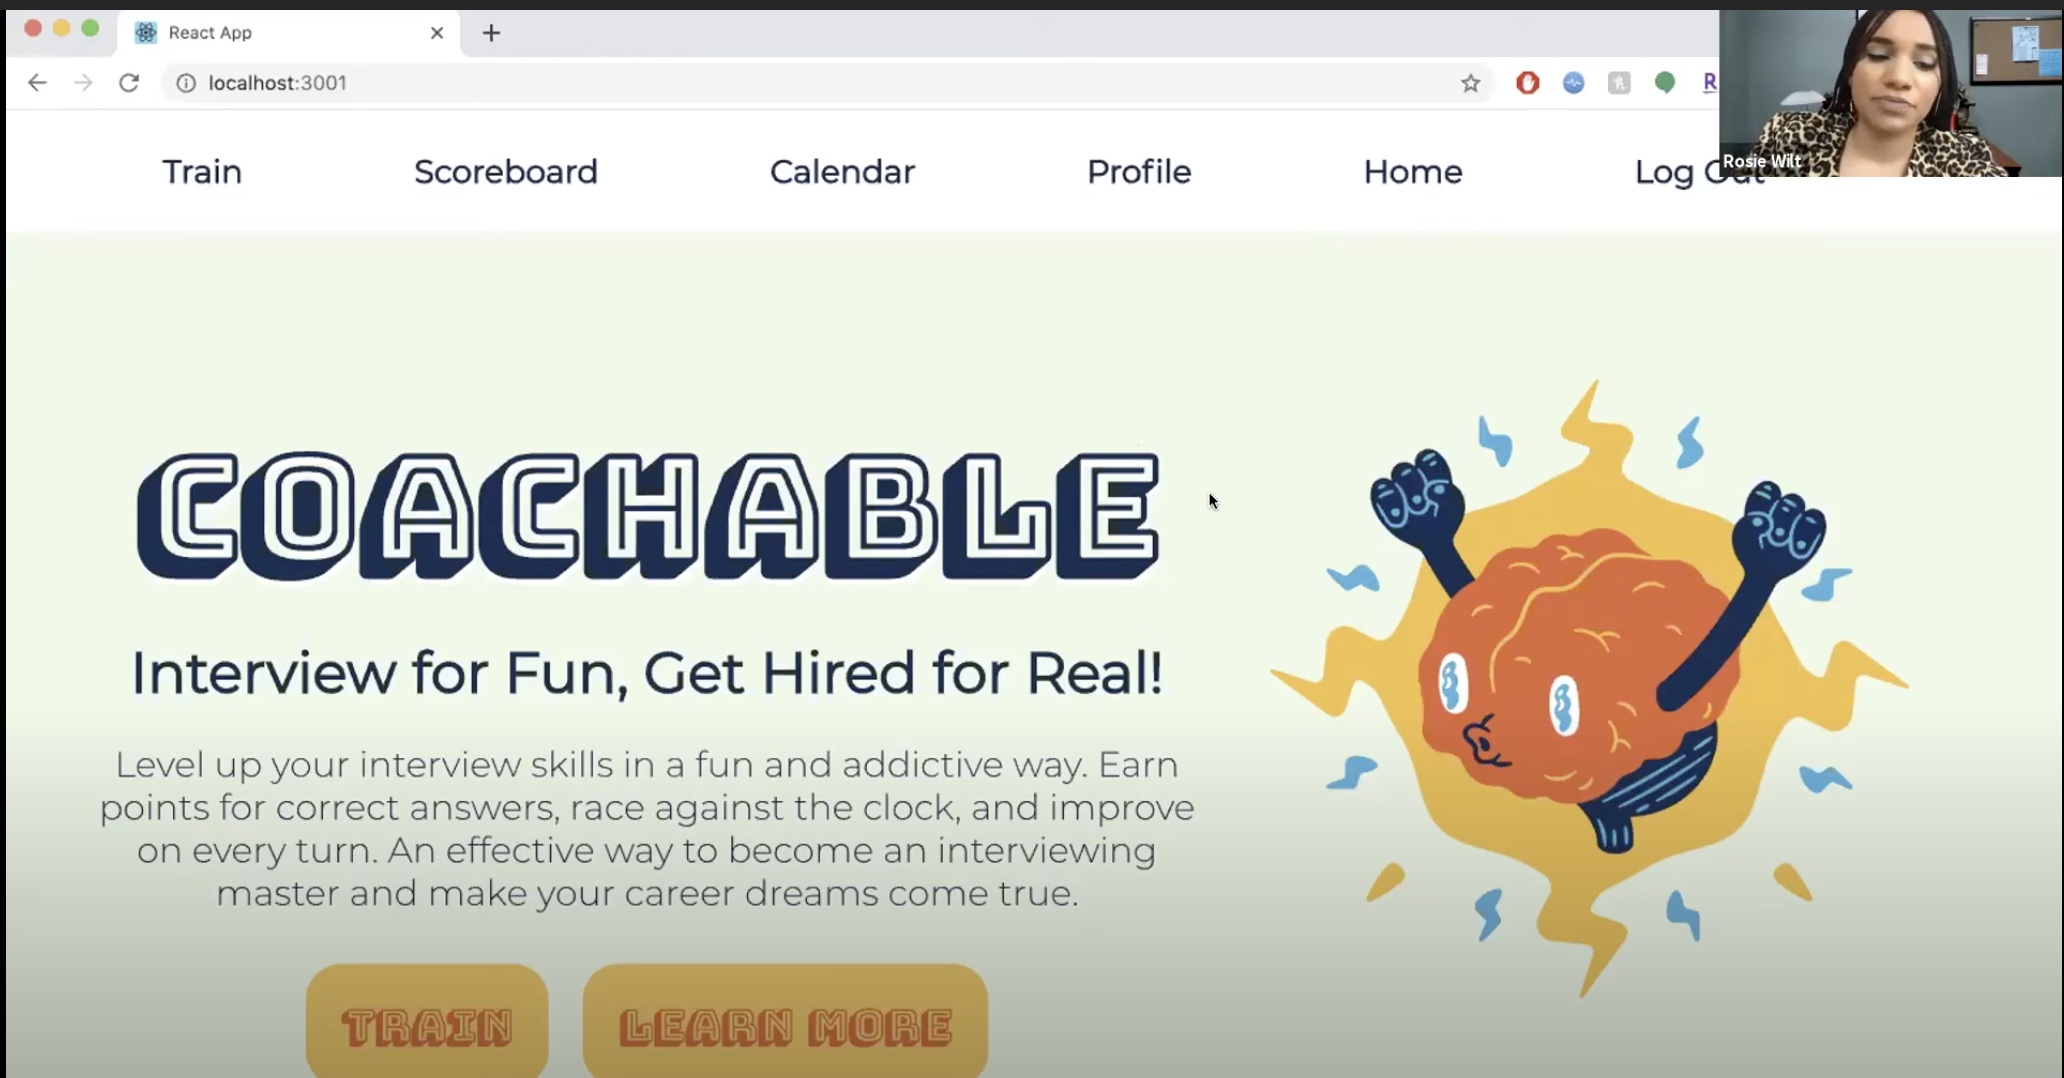 React App
localhost:3001
R
Rosie Wilt
Train Scoreboard Calendar Profile Home Log Out
COACHABLE
Interview for Fun, Get Hired for Real!
Level up your interview skills in a fun and addictive way. Earn
points for correct answers, race against the clock, and improve
on every turn. An effective way to become an interviewing
master and make your career dreams come true.
TRAIN LEARN MORE